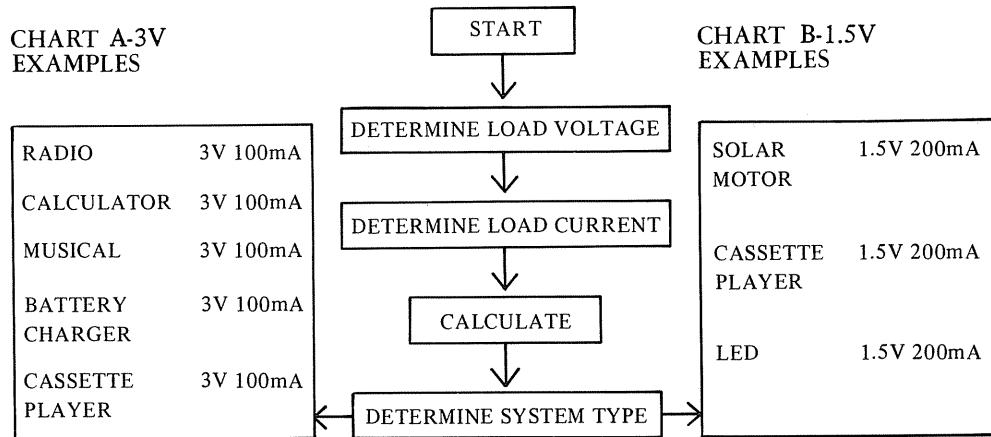 CHART A-3V
EXAMPLES
RADIO 3V 100mA
CALCULATOR 3V 100mA
MUSICAL 3V 100mA
BATTERY 3V 100mA
CHARGER
CASSETTE 3V 100mA
PLAYER
START
DETERMINE LOAD VOLTAGE
DETERMINE LOAD CURRENT
CALCULATE
DETERMINE SYSTEM TYPE
CHART B-1.5V
EXAMPLES
SOLAR 1.5V 200mA
MOTOR
CASSETTE 1.5V 200mA
PLAYER
LED 1.5V 200mA